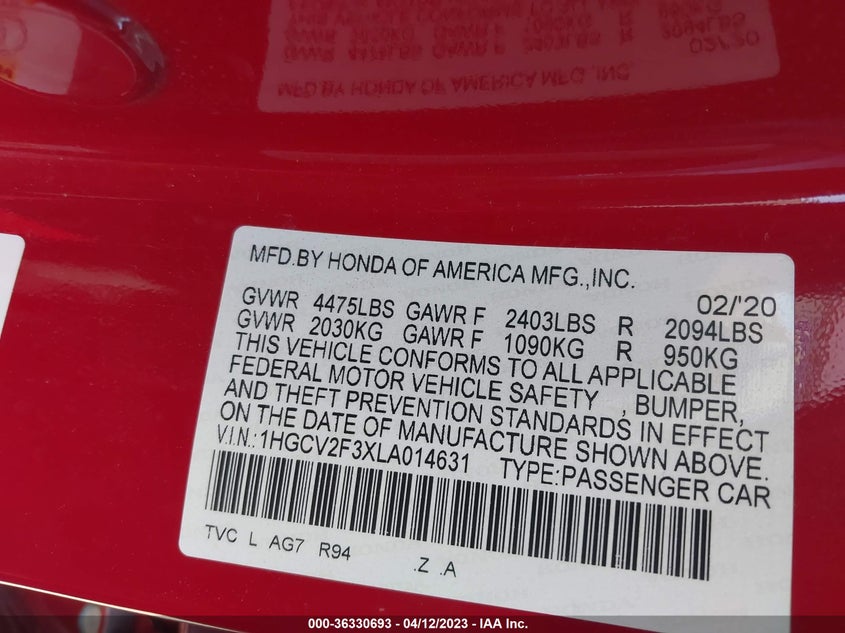 MFD.BY HONDA OF AMERICA MFG.,INC.
02/'20
GVWR 4475LBS GAWR F 2403LBS R 2094LBS
GVWR 2030KG GAWR F 1090KG R 950KG
THIS VEHICLE CONFORMS TO ALL APPLICABLE
FEDERAL MOTOR VEHICLE SAFETY , BUMPER,
AND THEFT PREVENTION STANDARDS IN EFFECT
ON THE DATE OF MANUFACTURE SHOWN ABOVE.
V.I.N.:1HGCV2F3XLA014631 TYPE:PASSENGER CAR
TVC L AG7 R94 .Z .A
000-36330693 - 04/12/2023 - IAA Inc.